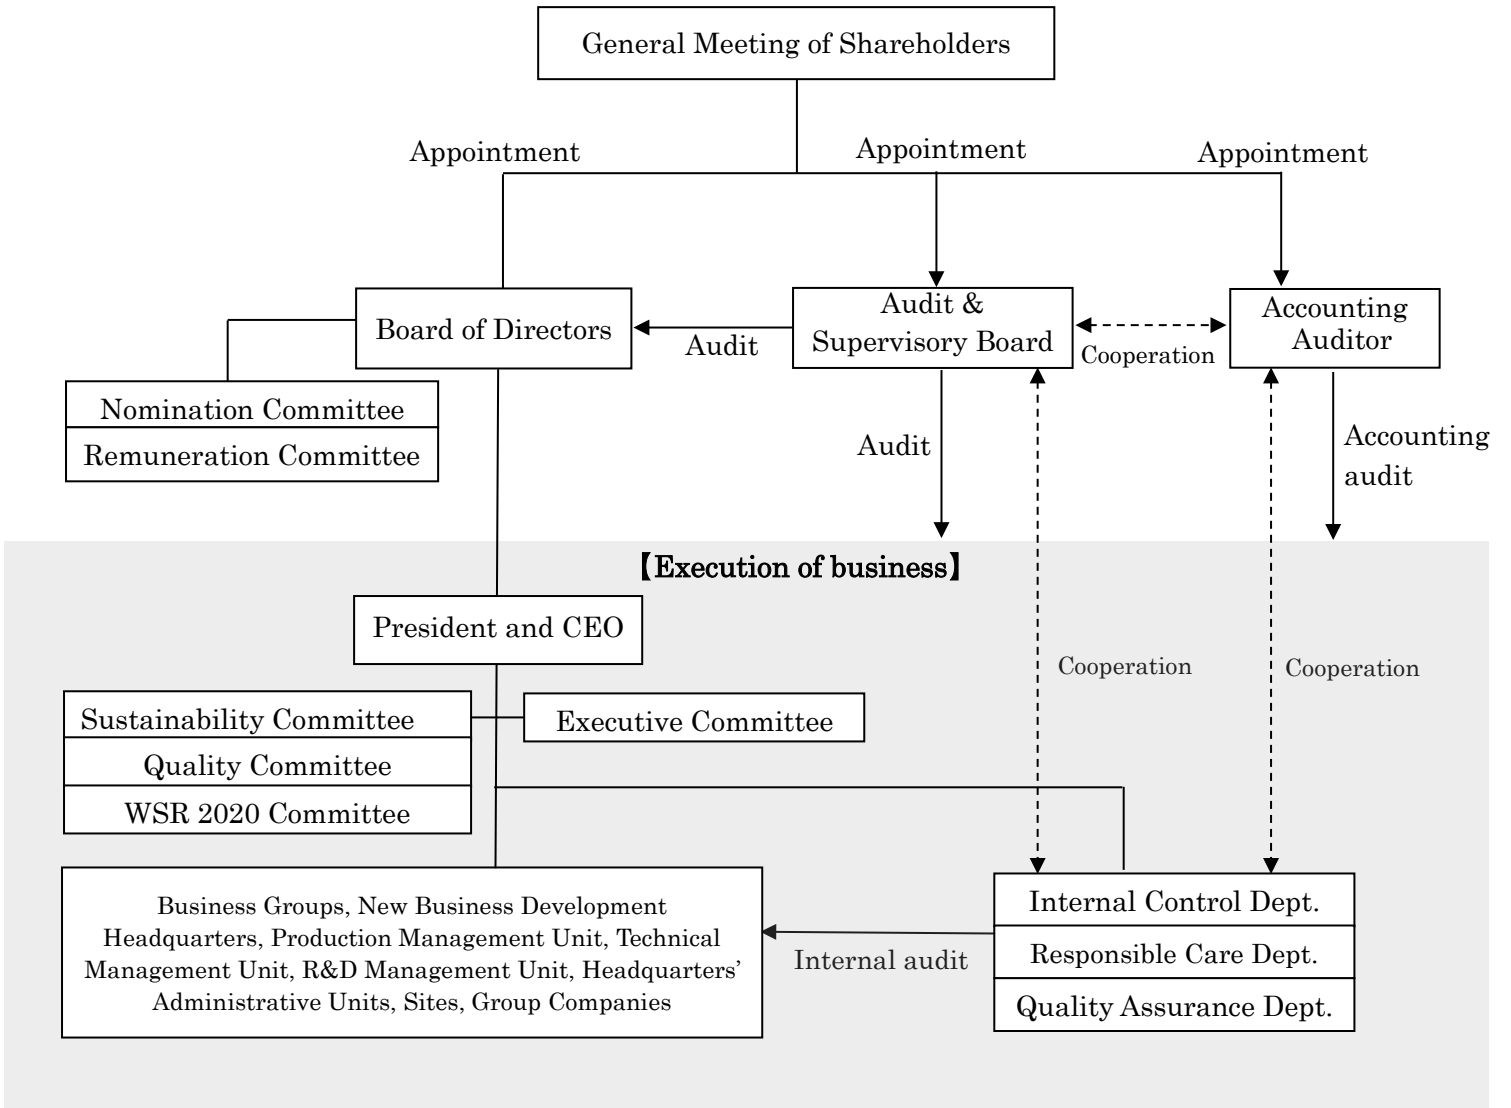 General Meeting of Shareholders
Appointment
Appointment
Appointment
Board of Directors
Audit
Audit &
Supervisory Board
Cooperation
Accounting
Auditor
Nomination Committee
Remuneration Committee
Audit
Accounting
audit
【Execution of business】
President and CEO
Cooperation
Cooperation
Sustainability Committee
Quality Committee
WSR 2020 Committee
Executive Committee
Business Groups, New Business Development
Headquarters, Production Management Unit, Technical
Management Unit, R&D Management Unit, Headquarters’
Administrative Units, Sites, Group Companies
Internal audit
Internal Control Dept.
Responsible Care Dept.
Quality Assurance Dept.